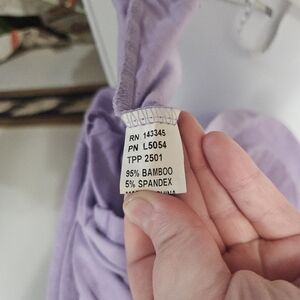 RN 143345
PN L5054
TPP 2501
95% BAMBOO
5% SPANDEX